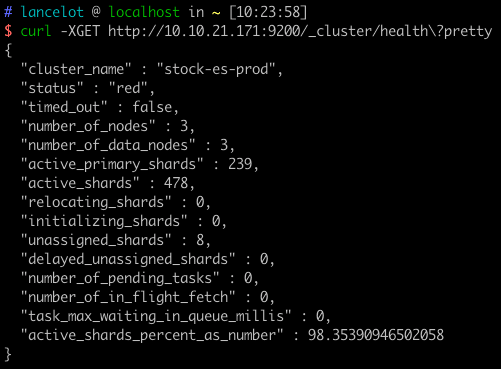 # lancelot @ localhost in ~ [10:23:58]
$ curl -XGET http://10.10.21.171:9200/_cluster/health\?pretty
{
  "cluster_name" : "stock-es-prod",
  "status" : "red",
  "timed_out" : false,
  "number_of_nodes" : 3,
  "number_of_data_nodes" : 3,
  "active_primary_shards" : 239,
  "active_shards" : 478,
  "relocating_shards" : 0,
  "initializing_shards" : 0,
  "unassigned_shards" : 8,
  "delayed_unassigned_shards" : 0,
  "number_of_pending_tasks" : 0,
  "number_of_in_flight_fetch" : 0,
  "task_max_waiting_in_queue_millis" : 0,
  "active_shards_percent_as_number" : 98.35390946502058
}